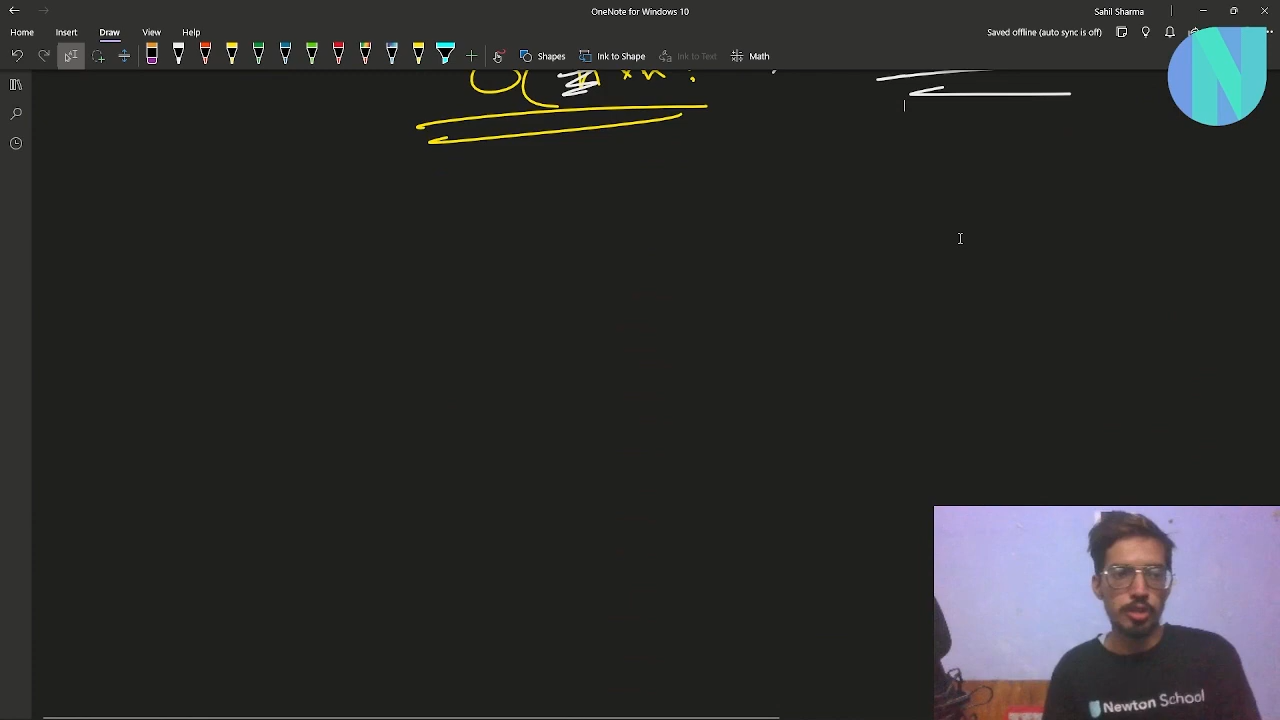 OneNote for Windows 10
Sahil Sharma
Home Insert Draw View Help
Saved offline (auto sync is off)
Shapes Ink to Shape Ink to Text Math
N
Newton School